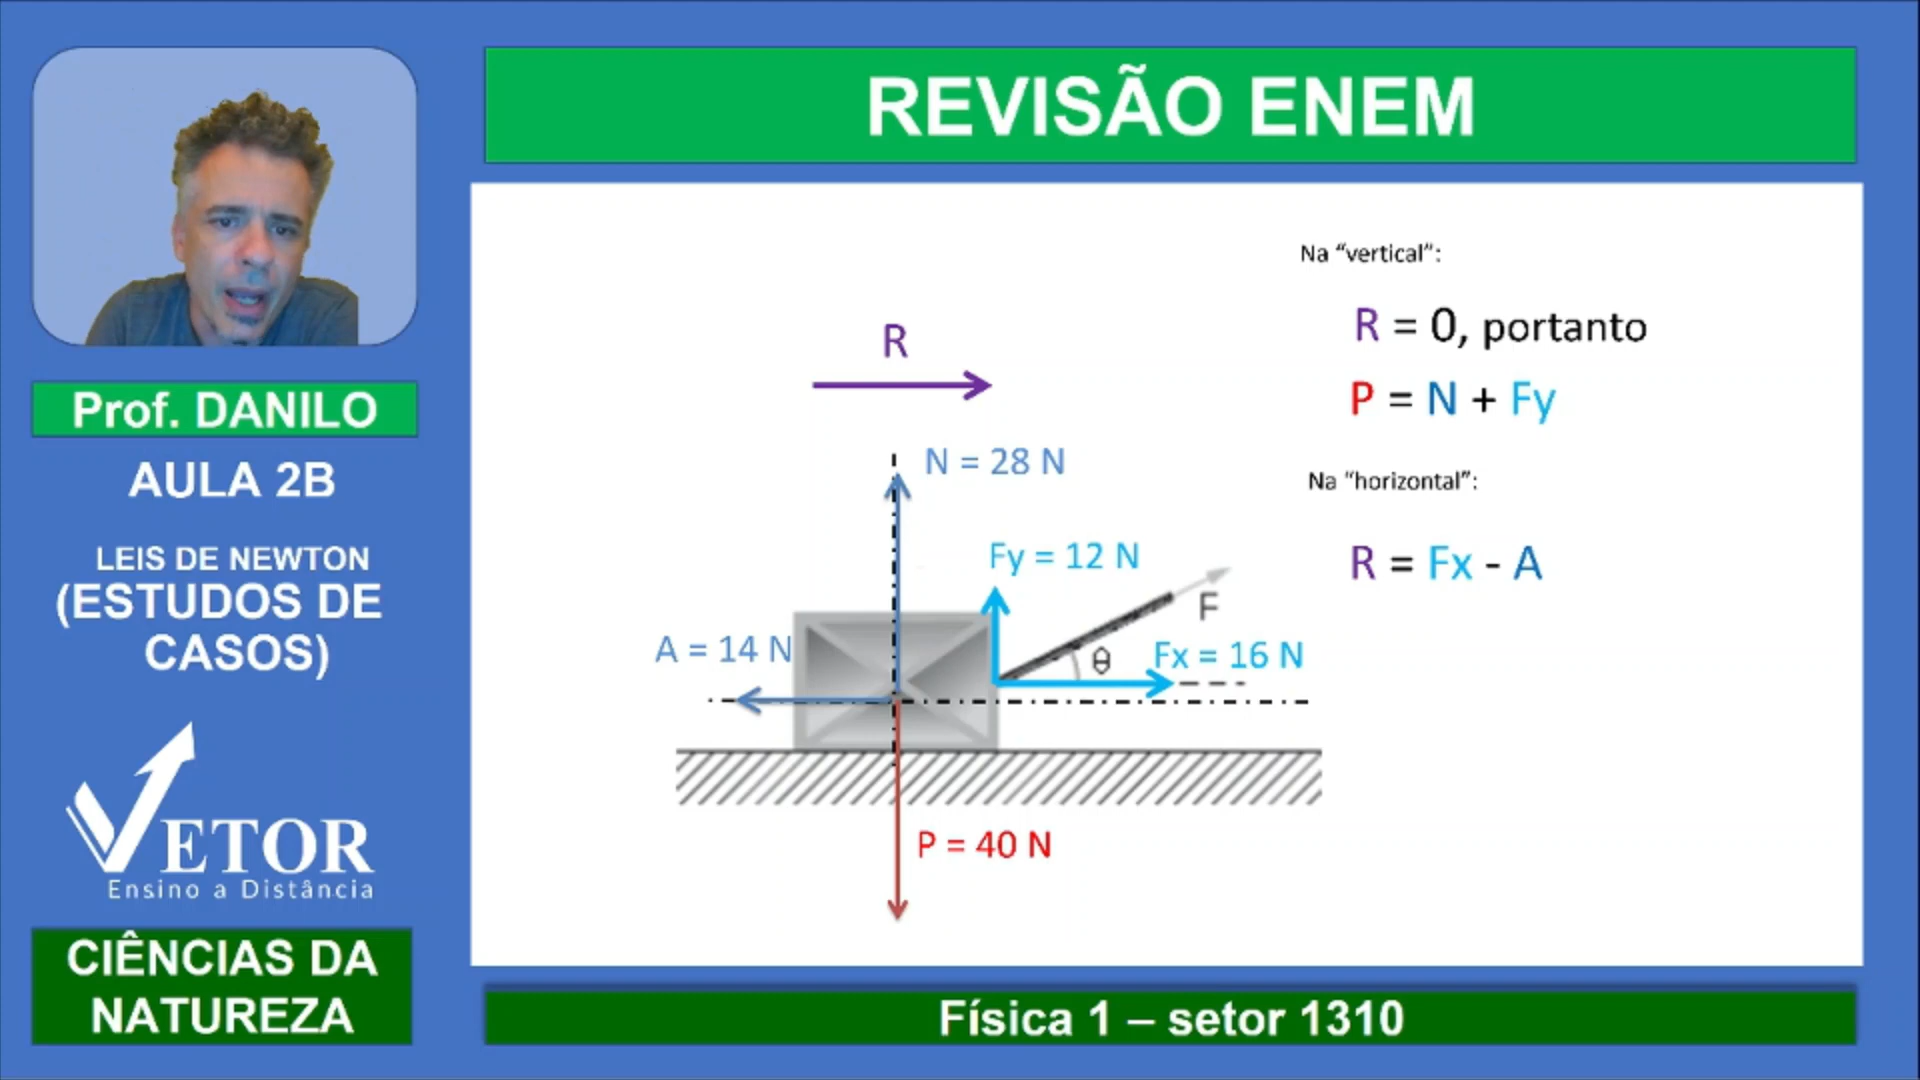 REVISÃO ENEM
Prof. DANILO
AULA 2B
LEIS DE NEWTON
(ESTUDOS DE
CASOS)
VETOR
Ensino a Distância
CIÊNCIAS DA
NATUREZA
Na “vertical”:
R = 0, portanto
P = N + Fy
Na “horizontal”:
R = Fx - A
R
N = 28 N
Fy = 12 N
F
A = 14 N
θ
Fx = 16 N
P = 40 N
Física 1 – setor 1310